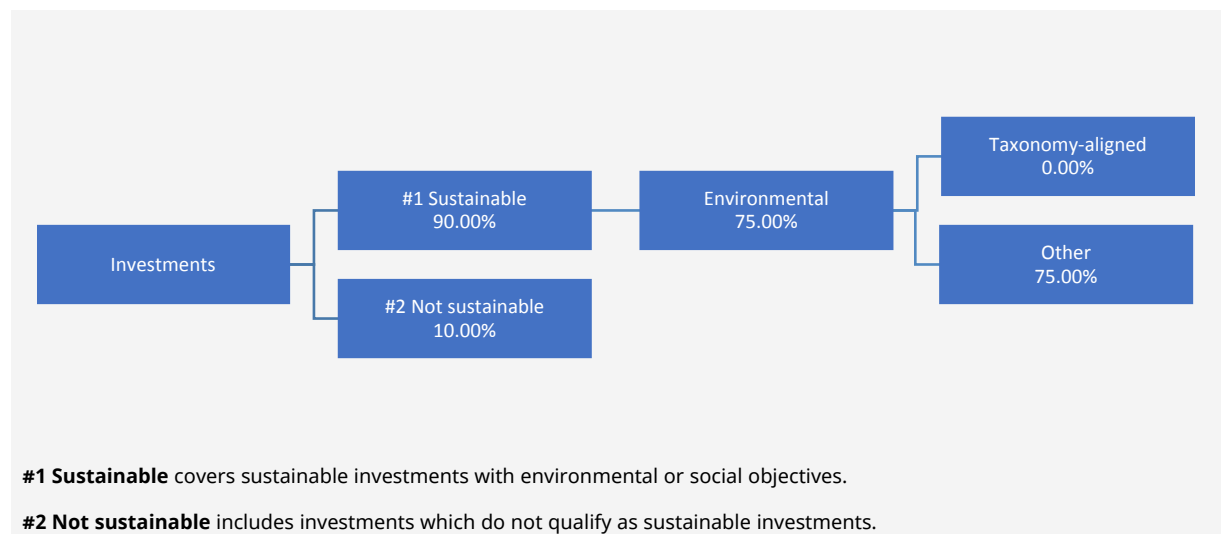 Investments
#1 Sustainable
90.00%
#2 Not sustainable
10.00%
Environmental
75.00%
Taxonomy-aligned
0.00%
Other
75.00%
#1 Sustainable covers sustainable investments with environmental or social objectives.
#2 Not sustainable includes investments which do not qualify as sustainable investments.